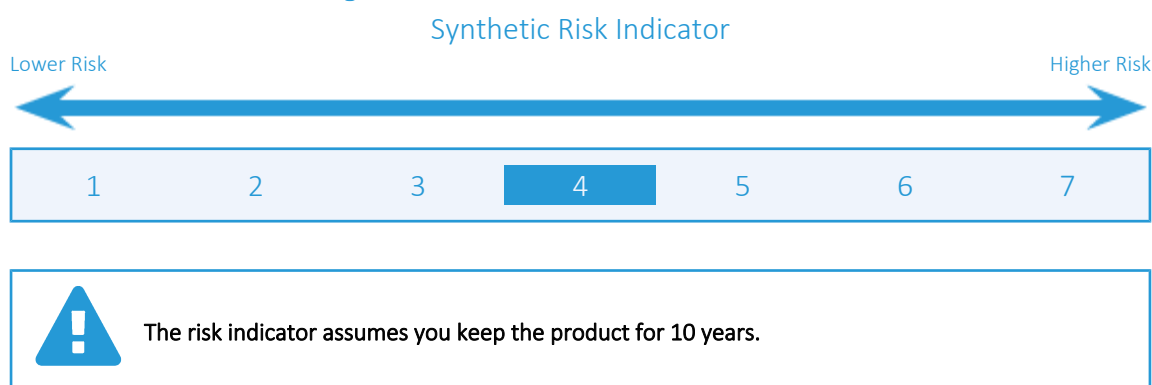 Synthetic Risk Indicator
Lower Risk Higher Risk
1 2 3 4 5 6 7
The risk indicator assumes you keep the product for 10 years.